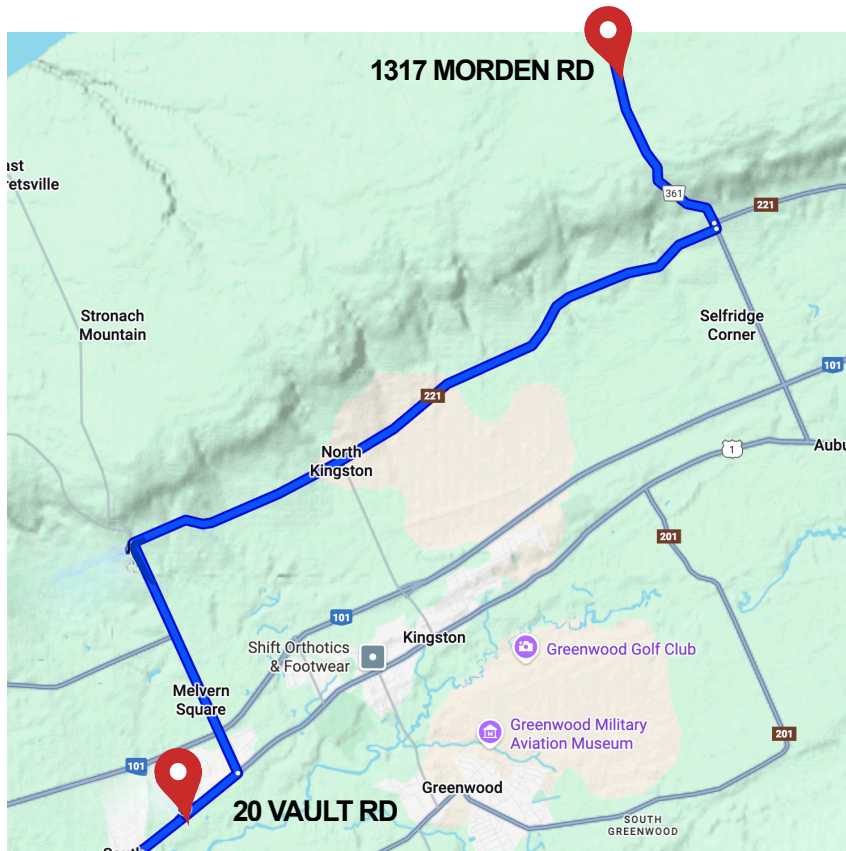 1317 MORDEN RD
361
221
ast
retsville
Stronach
Mountain
Selfridge
Corner
101
221
1
Aubu
North
Kingston
201
101
Shift Orthotics
& Footwear
Kingston
Greenwood Golf Club
Melvern
Square
Greenwood Military
Aviation Museum
201
101
20 VAULT RD
Greenwood
SOUTH
GREENWOOD